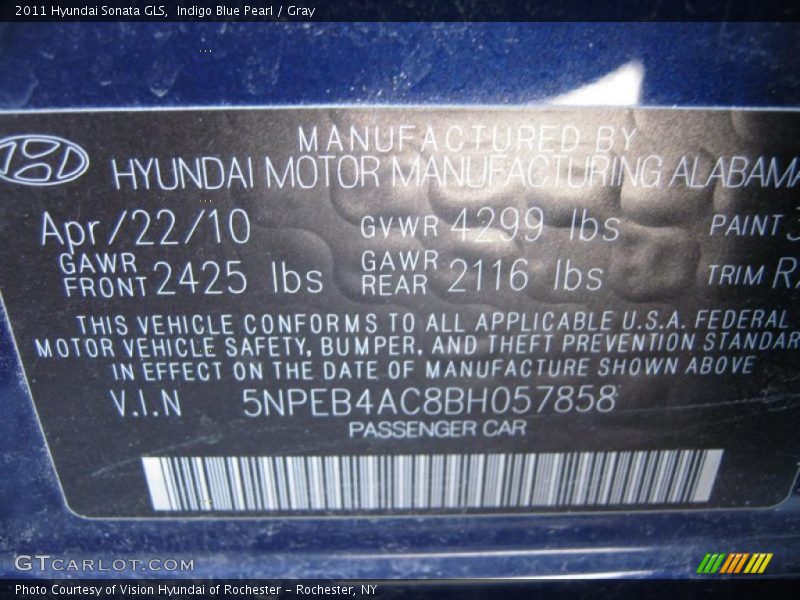 2011 Hyundai Sonata GLS, Indigo Blue Pearl / Gray
MANUFACTURED BY
HYUNDAI MOTOR MANUFACTURING ALABAMA
Apr/22/10 GVWR 4299 lbs PAINT
GAWR FRONT 2425 lbs GAWR REAR 2116 lbs TRIM
THIS VEHICLE CONFORMS TO ALL APPLICABLE U.S.A. FEDERAL
MOTOR VEHICLE SAFETY, BUMPER, AND THEFT PREVENTION STANDAR
IN EFFECT ON THE DATE OF MANUFACTURE SHOWN ABOVE
V.I.N 5NPEB4AC8BH057858
PASSENGER CAR
GTCARLOT.COM
Photo Courtesy of Vision Hyundai of Rochester - Rochester, NY